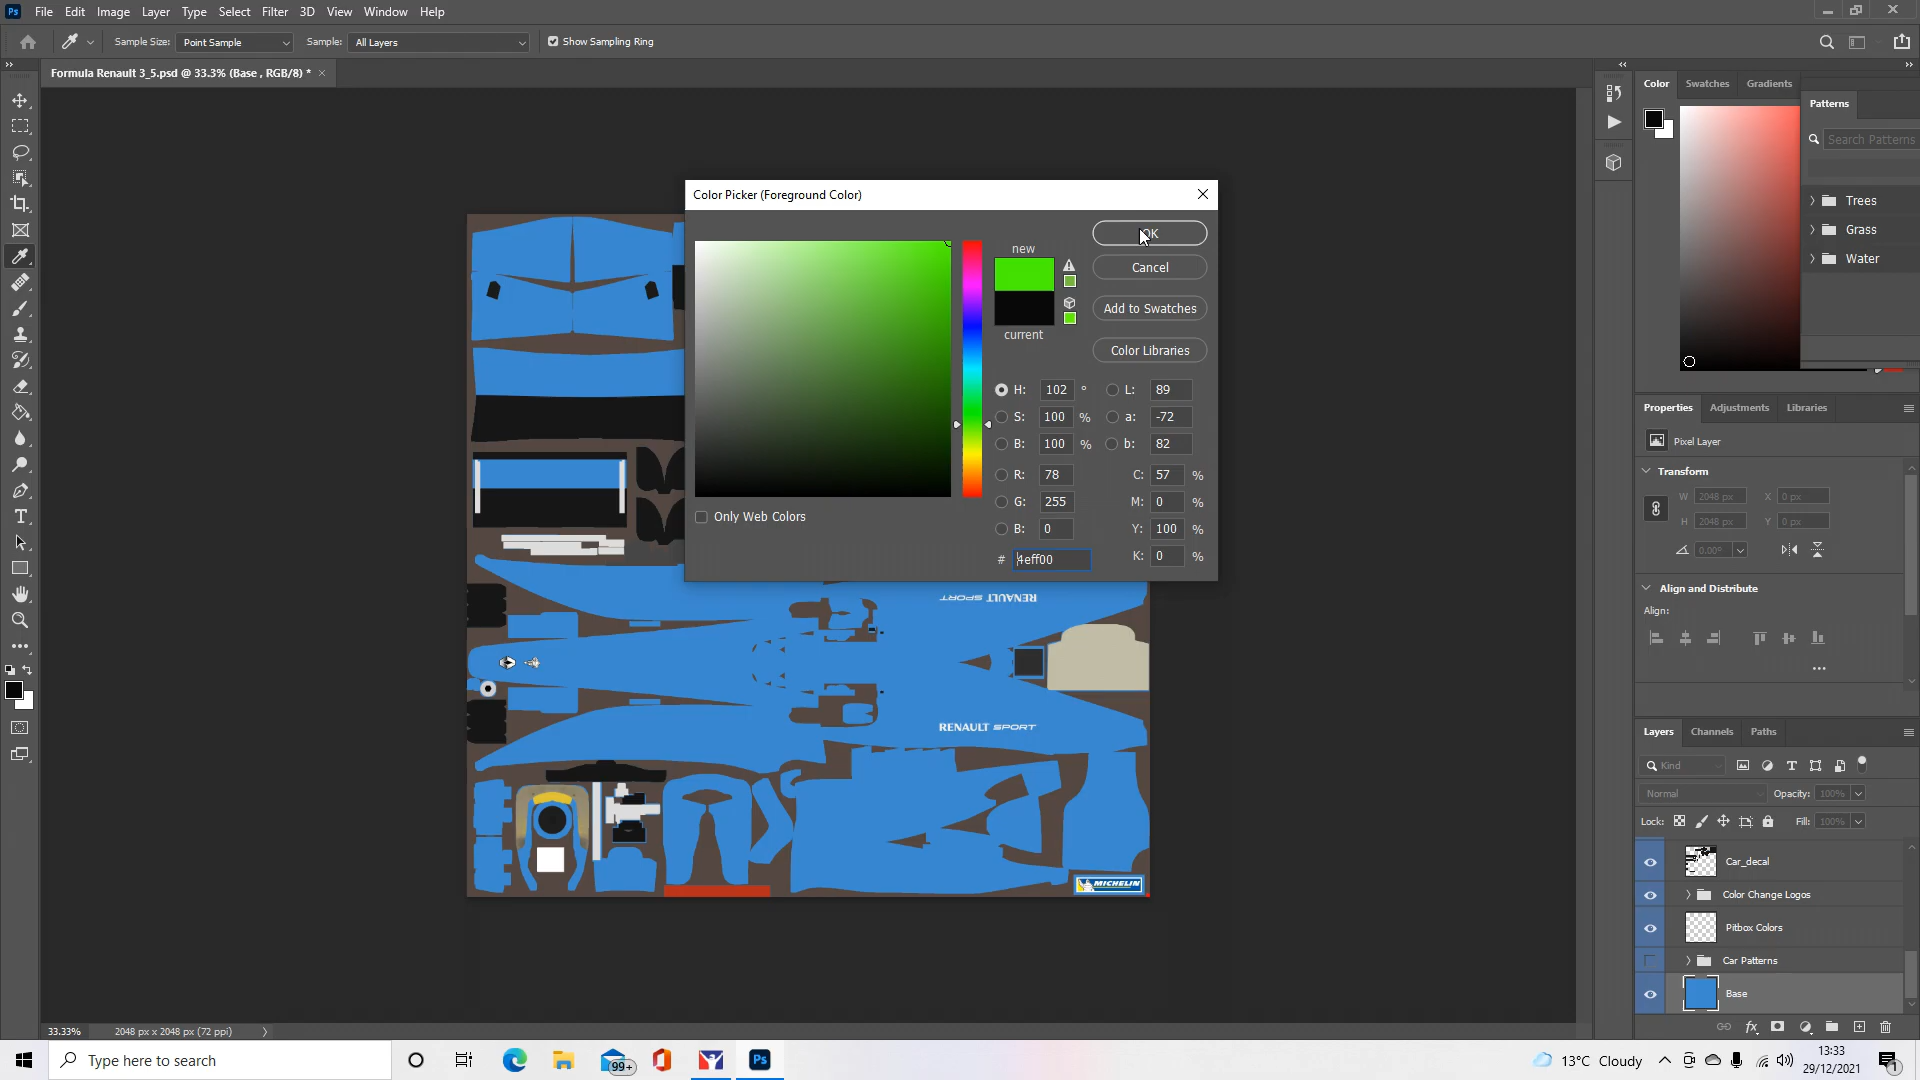 Ps File Edit Image Layer Type Select Filter 3D View Window Help
Sample Size: Point Sample Sample: All Layers Show Sampling Ring
Formula Renault 3_5.psd @ 33.3% (Base , RGB/8) * ×
Color Swatches Gradients
Patterns
Search Patterns
Trees
Grass
Water
Color Picker (Foreground Color)
new
current
OK
Cancel
Add to Swatches
Color Libraries
H: 102 ° L: 89
S: 100 % a: -72
B: 100 % b: 82
R: 78 C: 57 %
G: 255 M: 0 %
B: 0 Y: 100 %
# 4eff00 K: 0 %
Only Web Colors
RENAULT SPORT
RENAULT SPORT
MICHELIN
Properties Adjustments Libraries
Pixel Layer
Transform
W 2048 px X 0 px
H 2048 px Y 0 px
0.00°
Align and Distribute
Align:
Layers Channels Paths
Kind
Normal Opacity: 100%
Lock: Fill: 100%
Car_decal
Color Change Logos
Pitbox Colors
Car Patterns
Base
fx
33.33% 2048 px x 2048 px (72 ppi)
Type here to search
99+
Ps
13°C Cloudy
13:33
29/12/2021
1